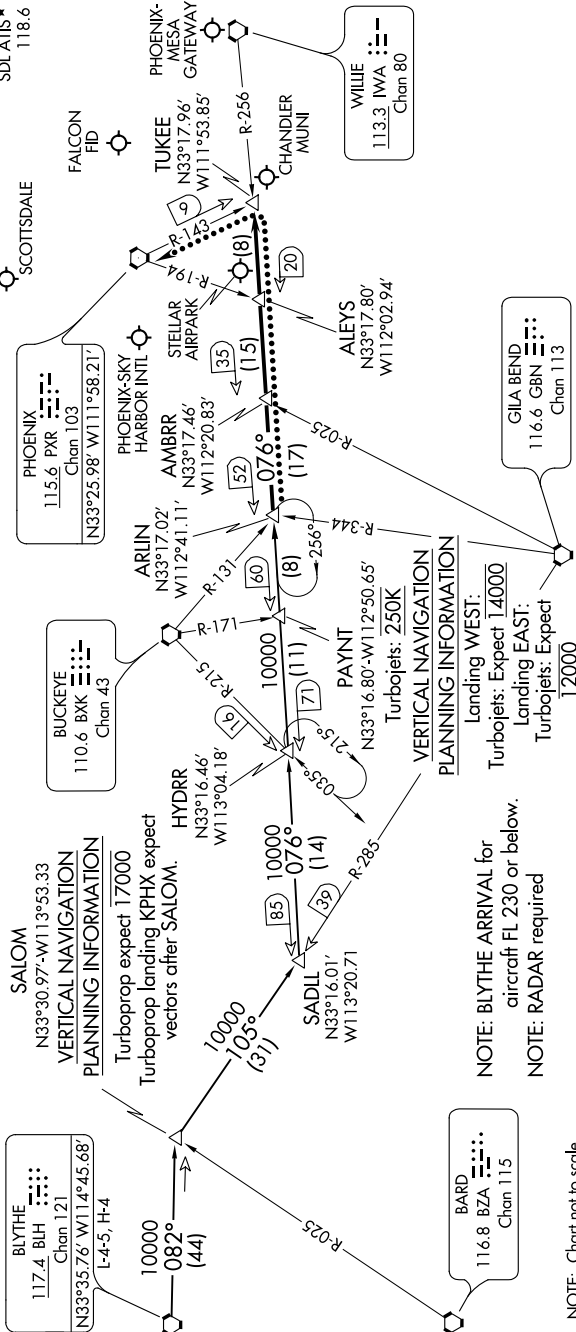 SDL ATIS★
118.6
SCOTTSDALE
FALCON
FID
PHOENIX-
MESA
GATEWAY
WILLIE
113.3 IWA
Chan 80
PHOENIX
115.6 PXR
Chan 103
N33°25.98' W111°58.21'
PHOENIX-SKY
HARBOR INTL
TUKEE
N33°17.96'
W111°53.85'
CHANDLER
MUNI
R-256
R-143
9
R-194
STELLAR
AIRPARK
(8)
20
ALEYS
N33°17.80'
W112°02.94'
35
(15)
AMBRR
N33°17.46'
W112°20.83'
076°
(17)
52
ARLIN
N33°17.02'
W112°41.11'
256°
R-025
R-344
GILA BEND
116.6 GBN
Chan 113
BUCKEYE
110.6 BXK
Chan 43
R-131
R-171
R-215
60
(8)
10000
(11)
71
PAYNT
N33°16.80'-W112°50.65'
Turbojets: 250K
VERTICAL NAVIGATION
PLANNING INFORMATION
Landing WEST:
Turbojets: Expect 14000
Landing EAST:
Turbojets: Expect
12000
16
HYDRR
N33°16.46'
W113°04.18'
215°
035°
10000
076°
(14)
85
39
R-285
SADLL
N33°16.01'
W113°20.71
SALOM
N33°30.97'-W113°53.33
VERTICAL NAVIGATION
PLANNING INFORMATION
Turboprop expect 17000
Turboprop landing KPHX expect
vectors after SALOM.
10000
105°
(31)
BLYTHE
117.4 BLH
Chan 121
N33°35.76' W114°45.68'
L-4-5, H-4
10000
082°
(44)
R-025
BARD
116.8 BZA
Chan 115
NOTE: BLYTHE ARRIVAL for
aircraft FL 230 or below.
NOTE: RADAR required
NOTE: Chart not to scale